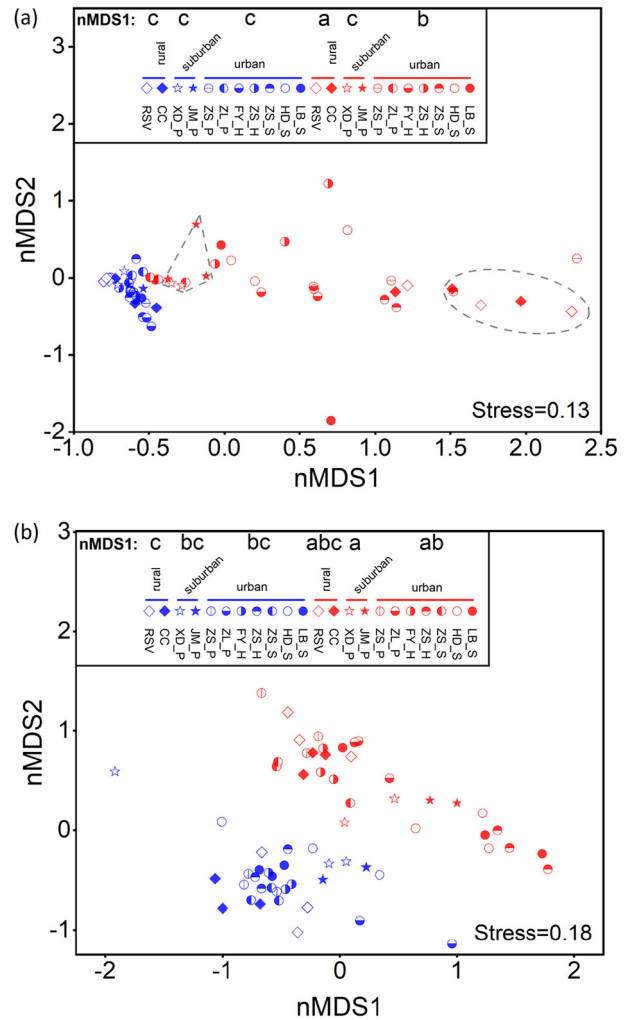 (a)
nMDS1: c c c a c b
rural suburban urban rural suburban urban
RSV CC XD_P JM_P ZS_P ZL_P FY_H ZS_H ZS_S HD_S LB_S RSV CC XD_P JM_P ZS_P ZL_P FY_H ZS_H ZS_S HD_S LB_S
3
2
1
0
-1
-2
nMDS2
Stress=0.13
-1.0 -0.5 0.0 0.5 1.0 1.5 2.0 2.5
nMDS1
(b)
nMDS1: c bc bc abc a ab
rural suburban urban rural suburban urban
RSV CC XD_P JM_P ZS_P ZL_P FY_H ZS_H ZS_S HD_S LB_S RSV CC XD_P JM_P ZS_P ZL_P FY_H ZS_H ZS_S HD_S LB_S
3
2
1
0
-1
nMDS2
Stress=0.18
-2 -1 0 1 2
nMDS1